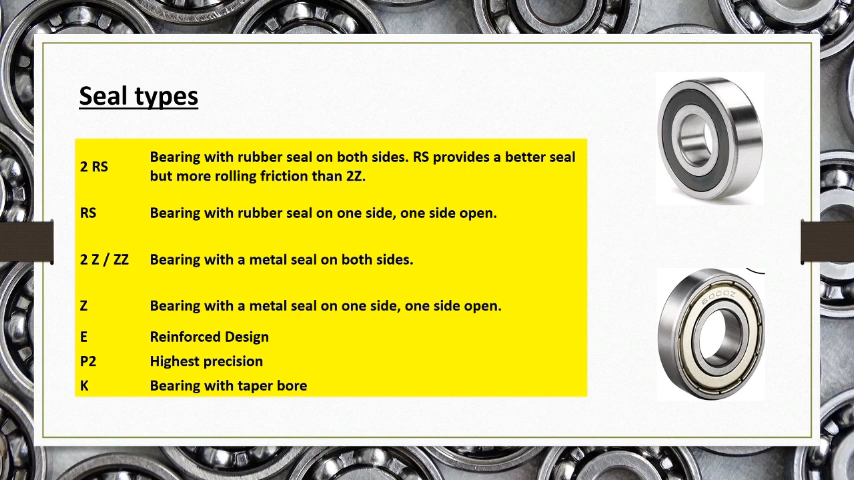 Seal types
2 RS Bearing with rubber seal on both sides. RS provides a better seal
but more rolling friction than 2Z.
RS Bearing with rubber seal on one side, one side open.
2 Z / ZZ Bearing with a metal seal on both sides.
Z Bearing with a metal seal on one side, one side open.
E Reinforced Design
P2 Highest precision
K Bearing with taper bore